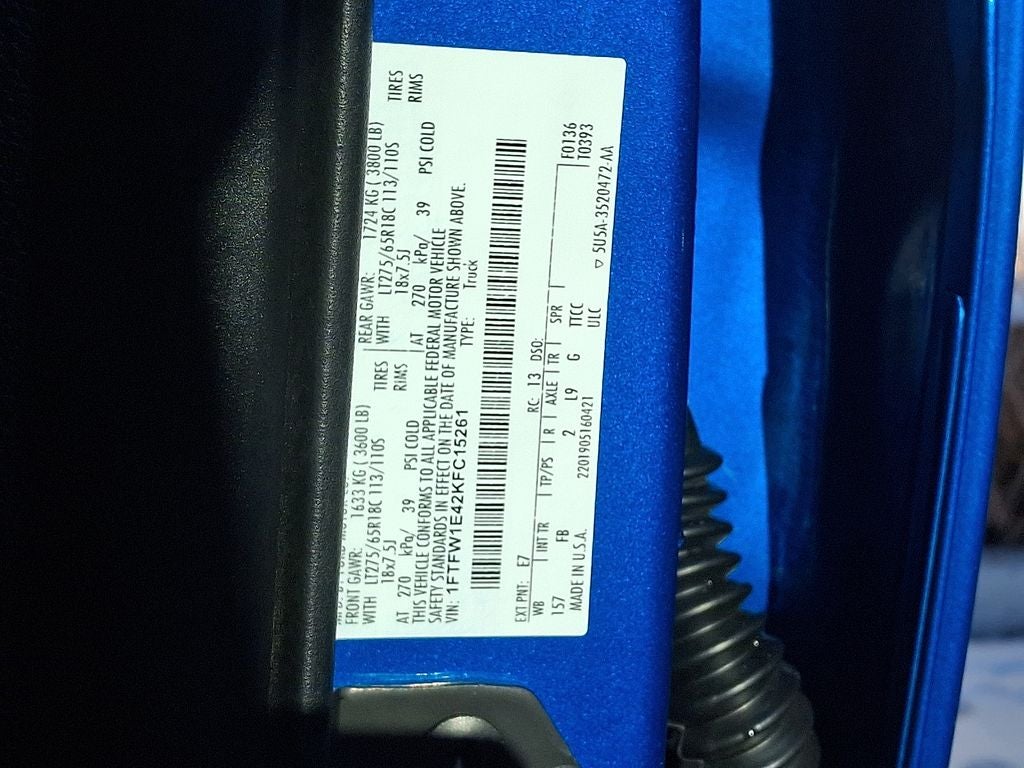 FRONT GAWR: 1633 KG ( 3600 LB) REAR GAWR: 1724 KG ( 3800 LB)
WITH LT275/65R18C 113/110S TIRES WITH LT275/65R18C 113/110S TIRES
18x7.5J RIMS 18x7.5J RIMS
AT 270 kPa/ 39 PSI COLD AT 270 kPa/ 39 PSI COLD
THIS VEHICLE CONFORMS TO ALL APPLICABLE FEDERAL MOTOR VEHICLE
SAFETY STANDARDS IN EFFECT ON THE DATE OF MANUFACTURE SHOWN ABOVE.
VIN: 1FTFW1E42KFC15261 TYPE: Truck
EXT PNT: E7 RC: 13 DSO:
WB INT TR TP/PS R AXLE TR SPR F0136
157 FB 2 L9 G TTCC T0393
ULC
MADE IN U.S.A. 2201905160421 ▽ 5U5A-3520472-AA